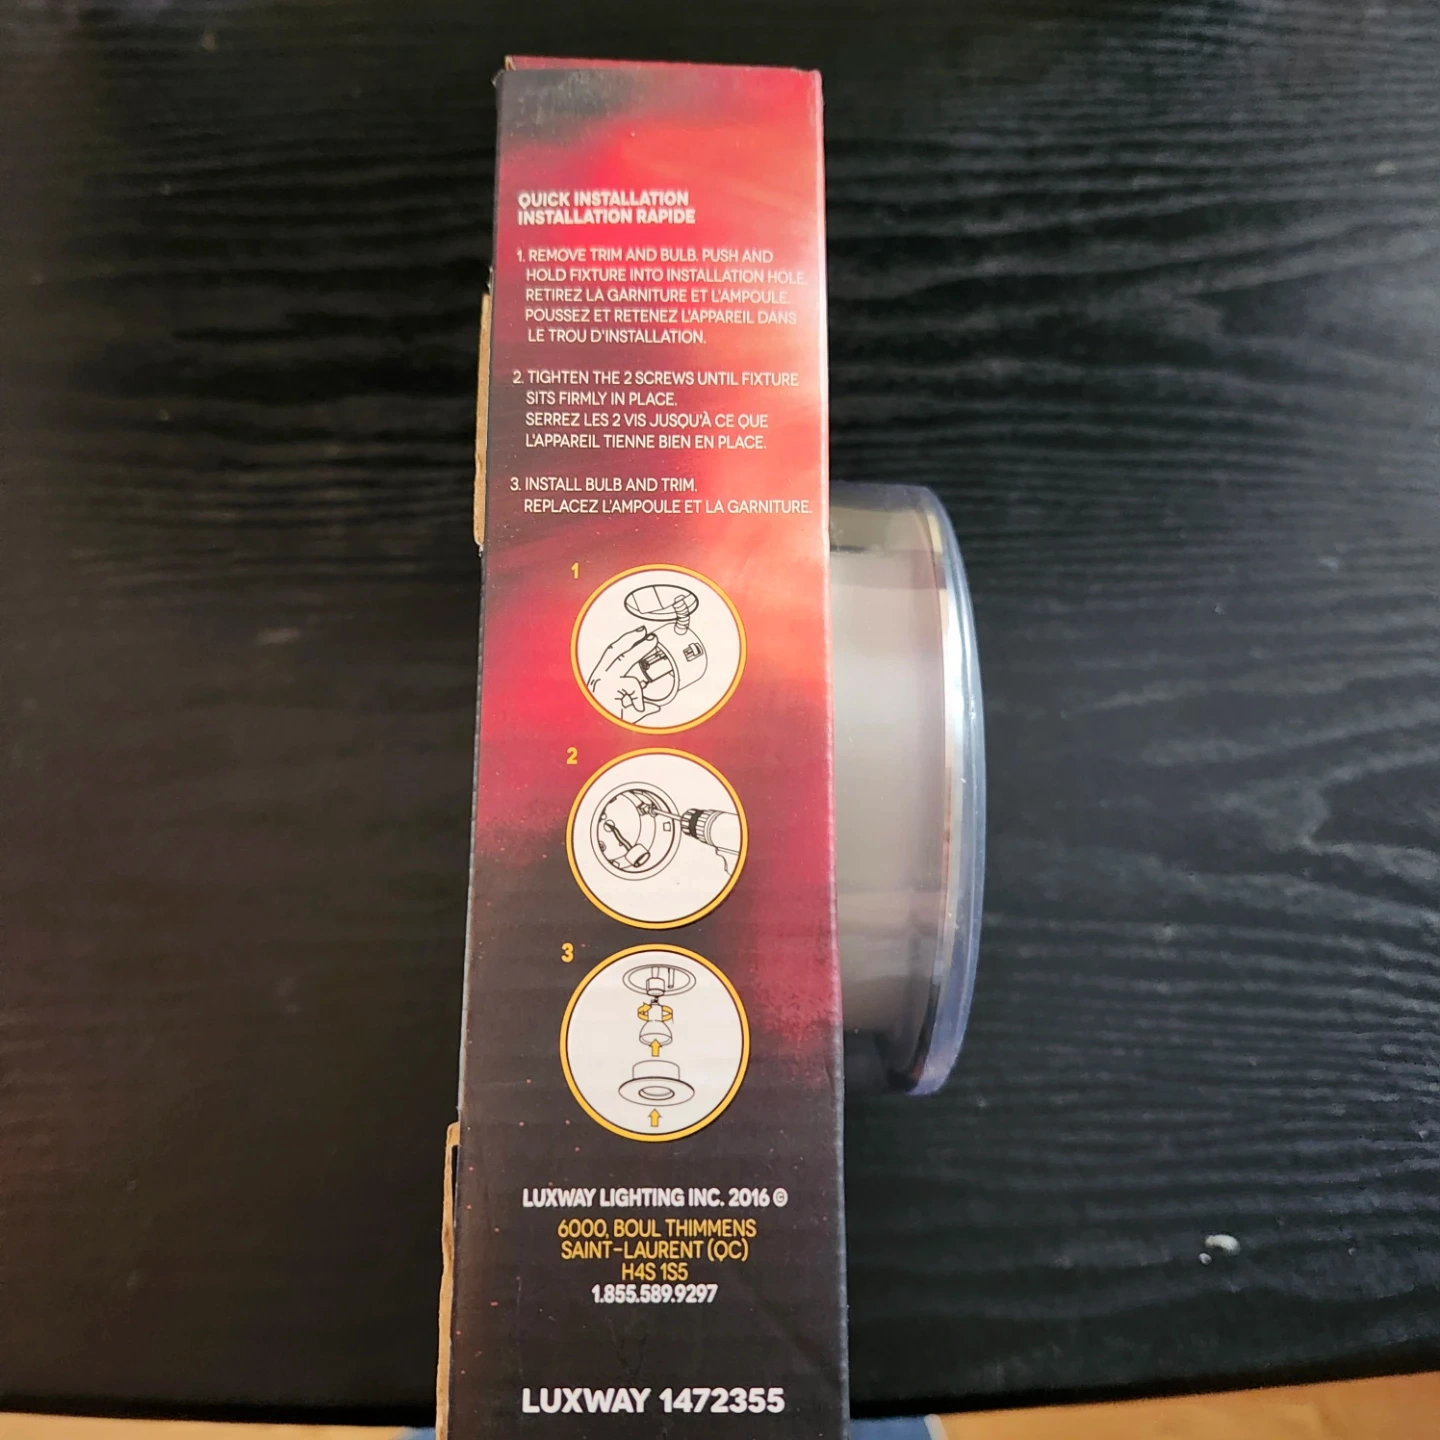 QUICK INSTALLATION
INSTALLATION RAPIDE
1. REMOVE TRIM AND BULB. PUSH AND
HOLD FIXTURE INTO INSTALLATION HOLE.
RETIREZ LA GARNITURE ET L'AMPOULE.
POUSSEZ ET RETENEZ L'APPAREIL DANS
LE TROU D'INSTALLATION.
2. TIGHTEN THE 2 SCREWS UNTIL FIXTURE
SITS FIRMLY IN PLACE.
SERREZ LES 2 VIS JUSQU'À CE QUE
L'APPAREIL TIENNE BIEN EN PLACE.
3. INSTALL BULB AND TRIM.
REPLACEZ L'AMPOULE ET LA GARNITURE.
1
2
3
LUXWAY LIGHTING INC. 2016 ©
6000, BOUL THIMMENS
SAINT-LAURENT (QC)
H4S 1S5
1.855.589.9297
LUXWAY 1472355